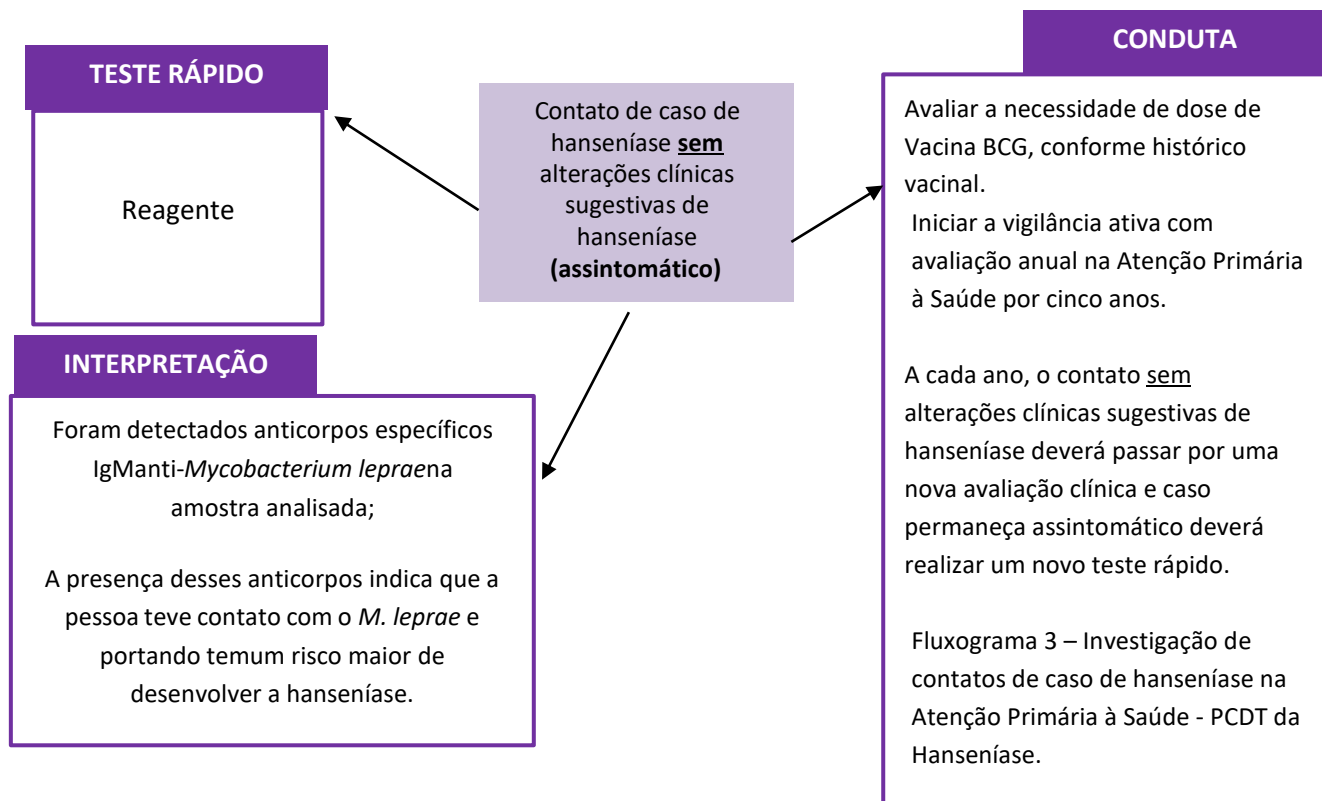 TESTE RÁPIDO
Reagente
Contato de caso de
hanseníase sem
alterações clínicas
sugestivas de
hanseníase
(assintomático)
CONDUTA
Avaliar a necessidade de dose de
Vacina BCG, conforme histórico
vacinal.
Iniciar a vigilância ativa com
avaliação anual na Atenção Primária
à Saúde por cinco anos.
A cada ano, o contato sem
alterações clínicas sugestivas de
hanseníase deverá passar por uma
nova avaliação clínica e caso
permaneça assintomático deverá
realizar um novo teste rápido.
Fluxograma 3 – Investigação de
contatos de caso de hanseníase na
Atenção Primária à Saúde - PCDT da
Hanseníase.
INTERPRETAÇÃO
Foram detectados anticorpos específicos
IgManti-Mycobacterium lepraena
amostra analisada;
A presença desses anticorpos indica que a
pessoa teve contato com o M. leprae e
portando temum risco maior de
desenvolver a hanseníase.